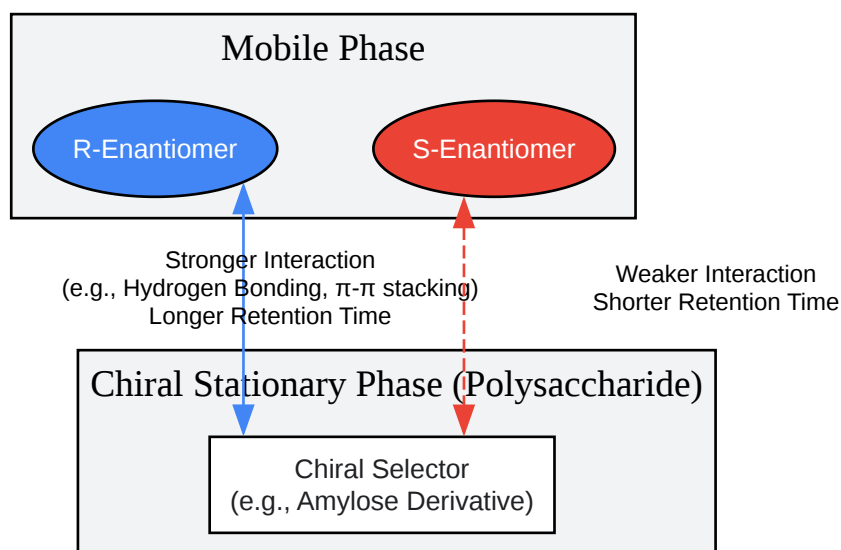 Mobile Phase
R-Enantiomer
S-Enantiomer
Stronger Interaction
(e.g., Hydrogen Bonding, π-π stacking)
Longer Retention Time
Weaker Interaction
Shorter Retention Time
Chiral Stationary Phase (Polysaccharide)
Chiral Selector
(e.g., Amylose Derivative)